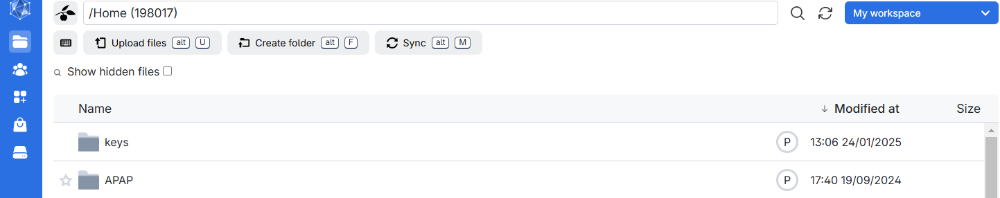 /Home (198017)
My workspace
Upload files alt U
Create folder alt F
Sync alt M
Show hidden files
Name Modified at Size
keys P 13:06 24/01/2025
APAP P 17:40 19/09/2024